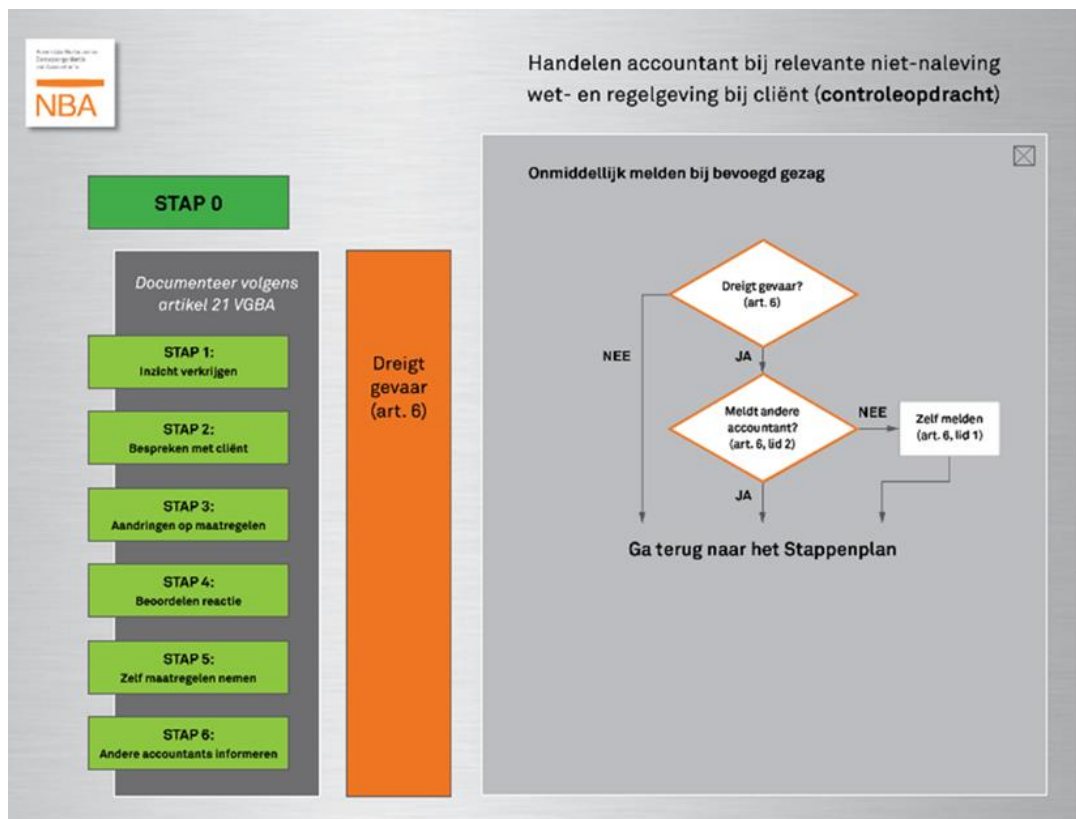 NBA
Handelen accountant bij relevante niet-naleving
wet- en regelgeving bij cliënt (controleopdracht)
STAP 0
Documenteer volgens
artikel 21 VGBA
STAP 1:
Inzicht verkrijgen
STAP 2:
Bespreken met cliënt
STAP 3:
Aandringen op maatregelen
STAP 4:
Beoordelen reactie
STAP 5:
Zelf maatregelen nemen
STAP 6:
Andere accountants informeren
Dreigt
gevaar
(art. 6)
Onmiddellijk melden bij bevoegd gezag
Dreigt gevaar?
(art. 6)
NEE
JA
Meldt andere
accountant?
(art. 6, lid 2)
NEE
Zelf melden
(art. 6, lid 1)
JA
Ga terug naar het Stappenplan